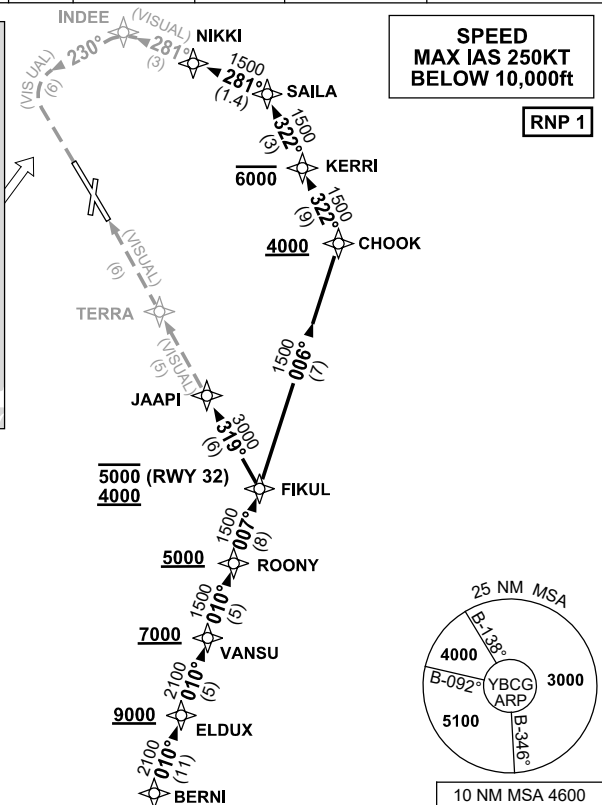 INDEE
(VISUAL)
230°
(6)
(VISUAL)
281°
(3)
NIKKI
1500
281°
(1.4)
SAILA
1500
322°
(3)
6000
KERRI
1500
322°
(9)
4000
CHOOK
SPEED
MAX IAS 250KT
BELOW 10,000ft
RNP 1
(VISUAL)
(6)
TERRA
(VISUAL)
(5)
JAAPI
1500
006°
(7)
3000
319°
(6)
5000 (RWY 32)
4000
FIKUL
1500
007°
(8)
5000
ROONY
1500
010°
(5)
7000
VANSU
2100
010°
(5)
9000
ELDUX
2100
010°
(11)
BERNI
25 NM MSA
B-138°
4000
3000
B-092°
YBCG
ARP
5100
B-346°
10 NM MSA 4600